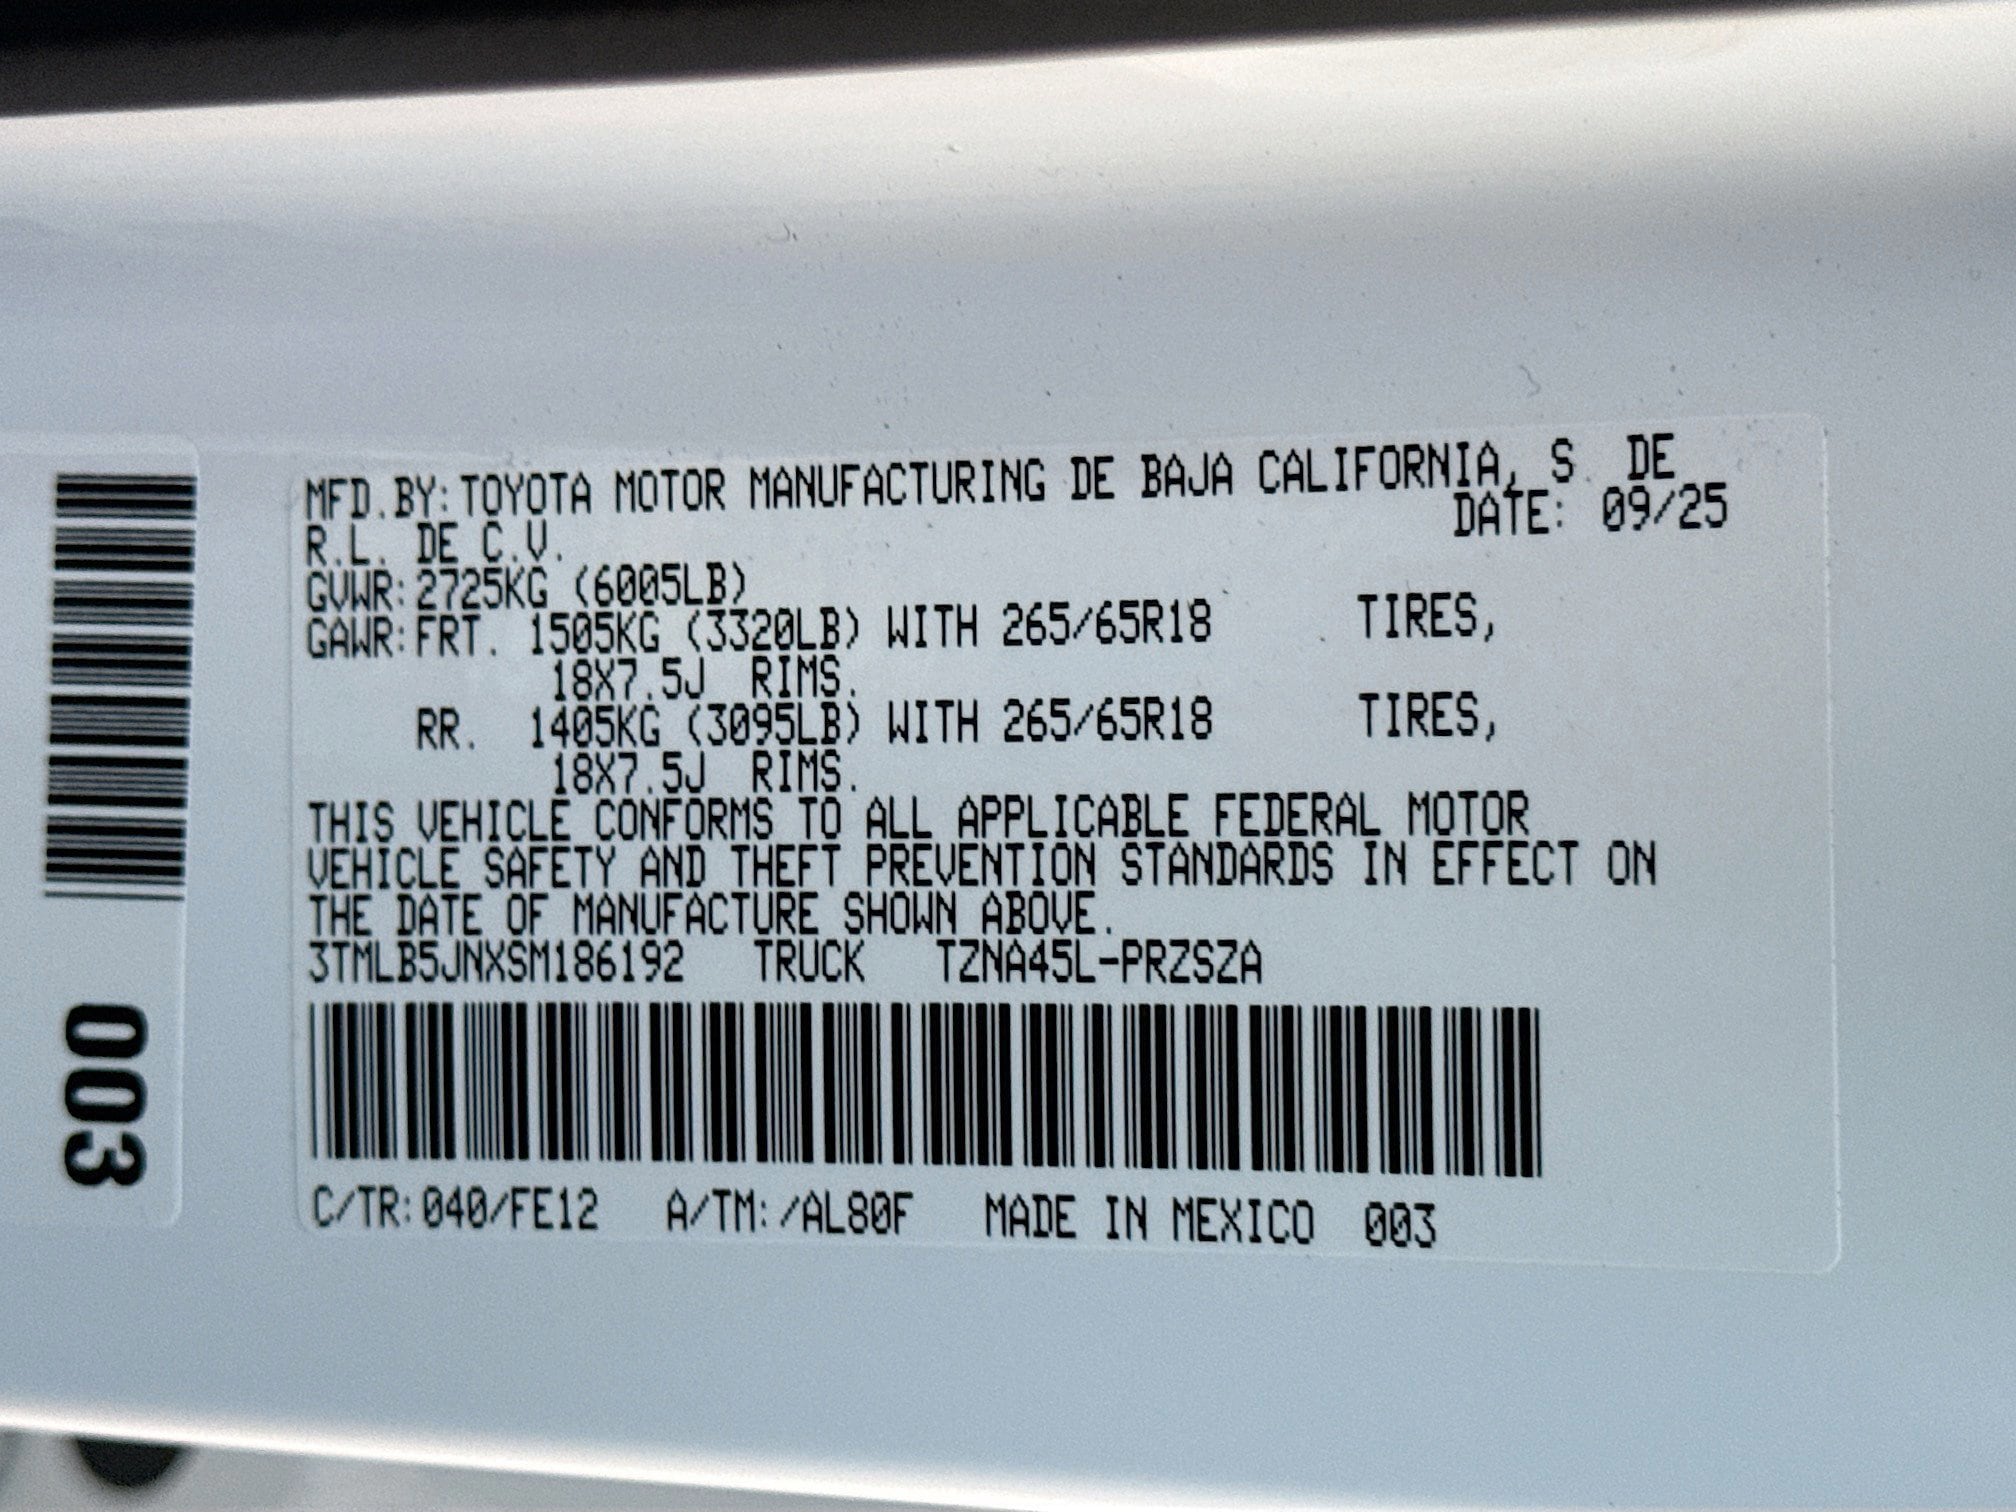 MFD.BY:TOYOTA MOTOR MANUFACTURING DE BAJA CALIFORNIA, S DE
R.L. DE C.V. DATE: 09/25
GVWR:2725KG (6005LB)
GAWR:FRT. 1505KG (3320LB) WITH 265/65R18 TIRES,
18X7.5J RIMS.
RR. 1405KG (3095LB) WITH 265/65R18 TIRES,
18X7.5J RIMS.
THIS VEHICLE CONFORMS TO ALL APPLICABLE FEDERAL MOTOR
VEHICLE SAFETY AND THEFT PREVENTION STANDARDS IN EFFECT ON
THE DATE OF MANUFACTURE SHOWN ABOVE.
3TMLB5JNXSM186192 TRUCK TZNA45L-PRZSZA
C/TR:040/FE12 A/TM:/AL80F MADE IN MEXICO 003
003